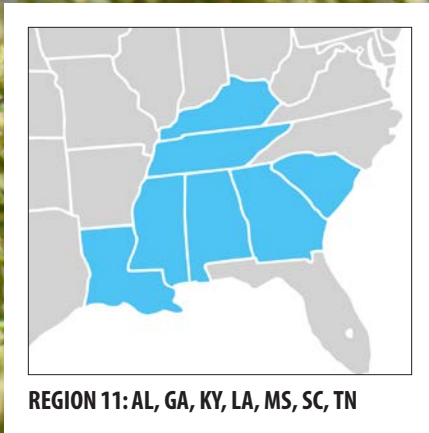 REGION 11: AL, GA, KY, LA, MS, SC, TN